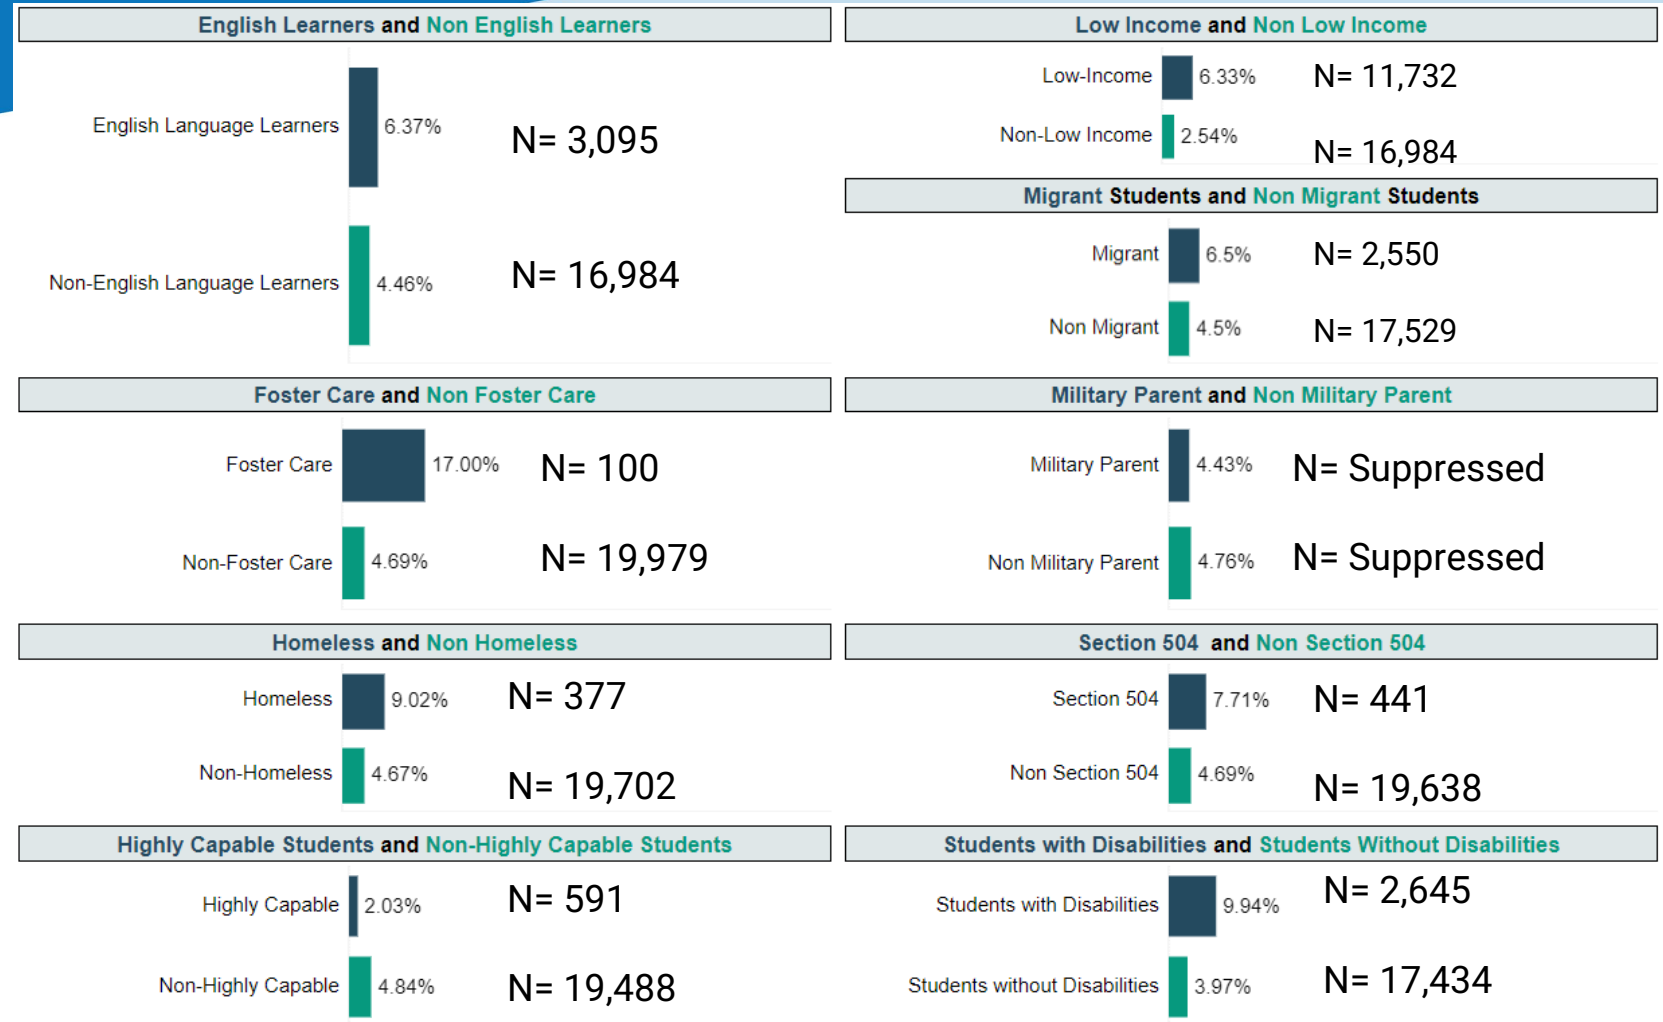 English Learners and Non English Learners
English Language Learners 6.37% N= 3,095
Non-English Language Learners 4.46% N= 16,984
Low Income and Non Low Income
Low-Income 6.33% N= 11,732
Non-Low Income 2.54% N= 16,984
Migrant Students and Non Migrant Students
Migrant 6.5% N= 2,550
Non Migrant 4.5% N= 17,529
Foster Care and Non Foster Care
Foster Care 17.00% N= 100
Non-Foster Care 4.69% N= 19,979
Military Parent and Non Military Parent
Military Parent 4.43% N= Suppressed
Non Military Parent 4.76% N= Suppressed
Homeless and Non Homeless
Homeless 9.02% N= 377
Non-Homeless 4.67% N= 19,702
Section 504 and Non Section 504
Section 504 7.71% N= 441
Non Section 504 4.69% N= 19,638
Highly Capable Students and Non-Highly Capable Students
Highly Capable 2.03% N= 591
Non-Highly Capable 4.84% N= 19,488
Students with Disabilities and Students Without Disabilities
Students with Disabilities 9.94% N= 2,645
Students without Disabilities 3.97% N= 17,434